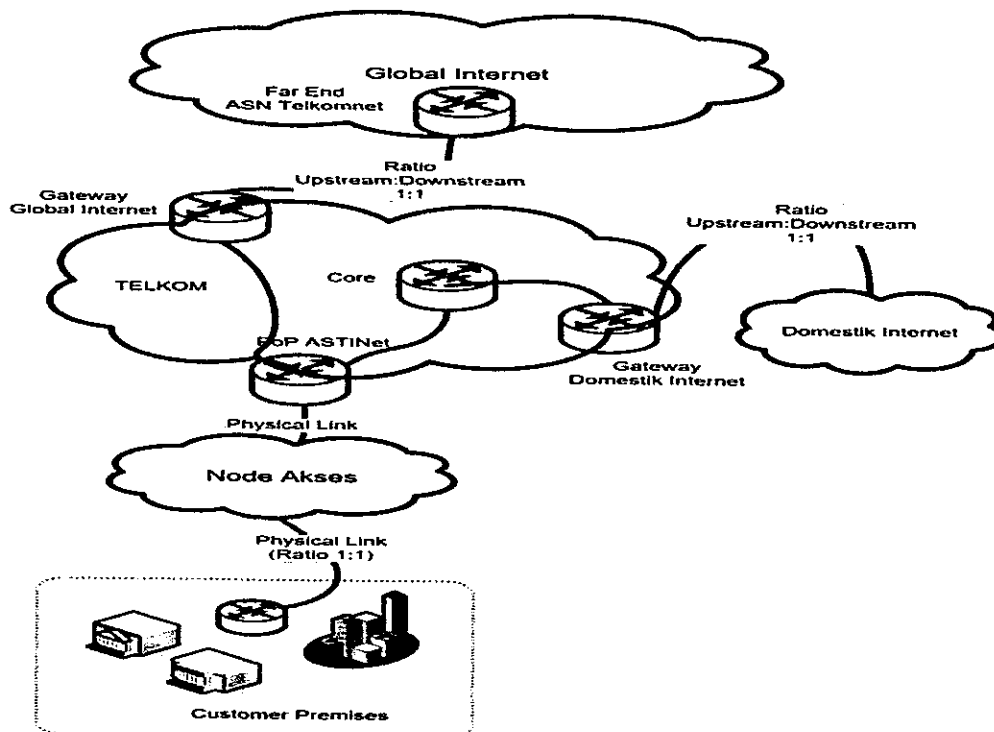 Global Internet
Far End
ASN Telkomnet
Ratio
Upstream:Downstream
1:1
Gateway
Global Internet
Ratio
Upstream:Downstream
1:1
Core
TELKOM
PoP ASTINet
Domestik Internet
Gateway
Domestik Internet
Physical Link
Node Akses
Physical Link
(Ratio 1:1)
Customer Premises